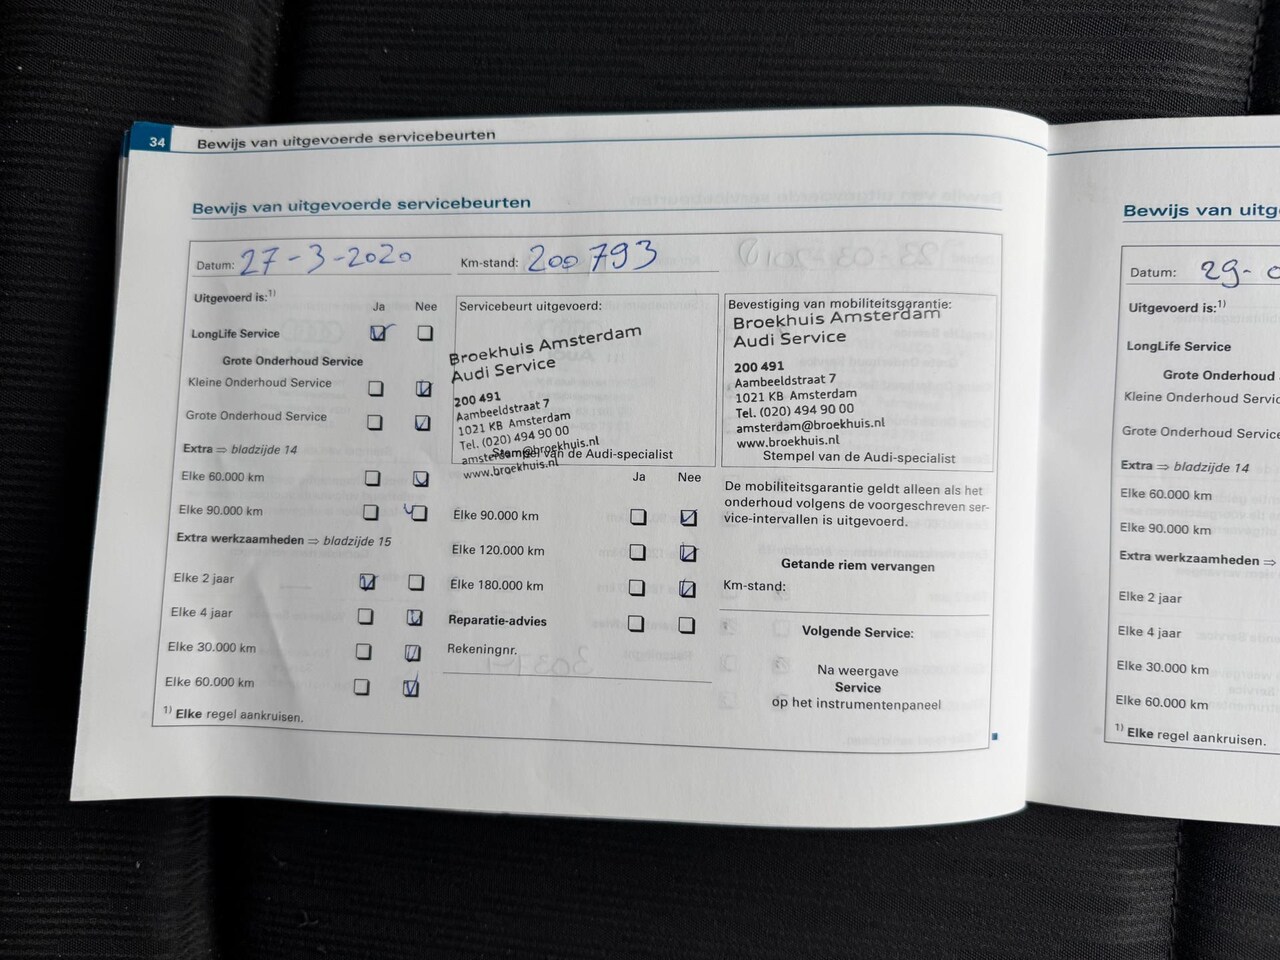 34 Bewijs van uitgevoerde servicebeurten
Bewijs van uitgevoerde servicebeurten
Datum: 27-3-2020 Km-stand: 200793
Uitgevoerd is:1)
Ja Nee
LongLife Service
Grote Onderhoud Service
Kleine Onderhoud Service
Grote Onderhoud Service
Extra ⇒ bladzijde 14
Elke 60.000 km
Elke 90.000 km
Extra werkzaamheden ⇒ bladzijde 15
Elke 2 jaar
Elke 4 jaar
Elke 30.000 km
Elke 60.000 km
1) Elke regel aankruisen.
Servicebeurt uitgevoerd:
Broekhuis Amsterdam
Audi Service
200 491
Aambeeldstraat 7
1021 KB Amsterdam
Tel. (020) 494 90 00
amsterdam@broekhuis.nl
www.broekhuis.nl
Stempel van de Audi-specialist
Ja Nee
Elke 90.000 km
Elke 120.000 km
Elke 180.000 km
Reparatie-advies
Rekeningnr.
Bevestiging van mobiliteitsgarantie:
Broekhuis Amsterdam
Audi Service
200 491
Aambeeldstraat 7
1021 KB Amsterdam
Tel. (020) 494 90 00
amsterdam@broekhuis.nl
www.broekhuis.nl
Stempel van de Audi-specialist
De mobiliteitsgarantie geldt alleen als het
onderhoud volgens de voorgeschreven ser-
vice-intervallen is uitgevoerd.
Getande riem vervangen
Km-stand:
Volgende Service:
Na weergave
Service
op het instrumentenpaneel
Bewijs van uitg
Datum: 29-0
Uitgevoerd is:1)
LongLife Service
Grote Onderhoud
Kleine Onderhoud Servic
Grote Onderhoud Service
Extra ⇒ bladzijde 14
Elke 60.000 km
Elke 90.000 km
Extra werkzaamheden ⇒
Elke 2 jaar
Elke 4 jaar
Elke 30.000 km
Elke 60.000 km
1) Elke regel aankruisen.